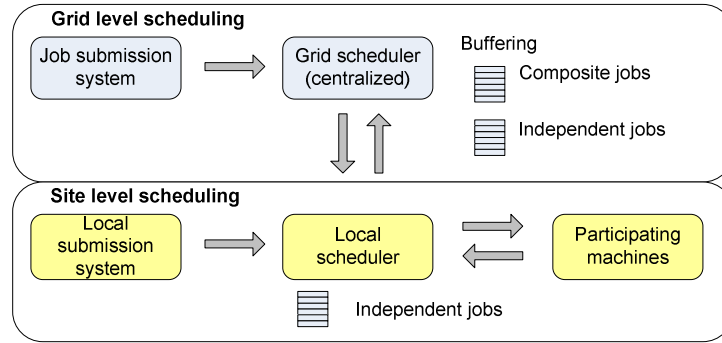 Grid level scheduling
Job submission
system
Grid scheduler
(centralized)
Buffering
Composite jobs
Independent jobs
Site level scheduling
Local
submission
system
Local
scheduler
Participating
machines
Independent jobs